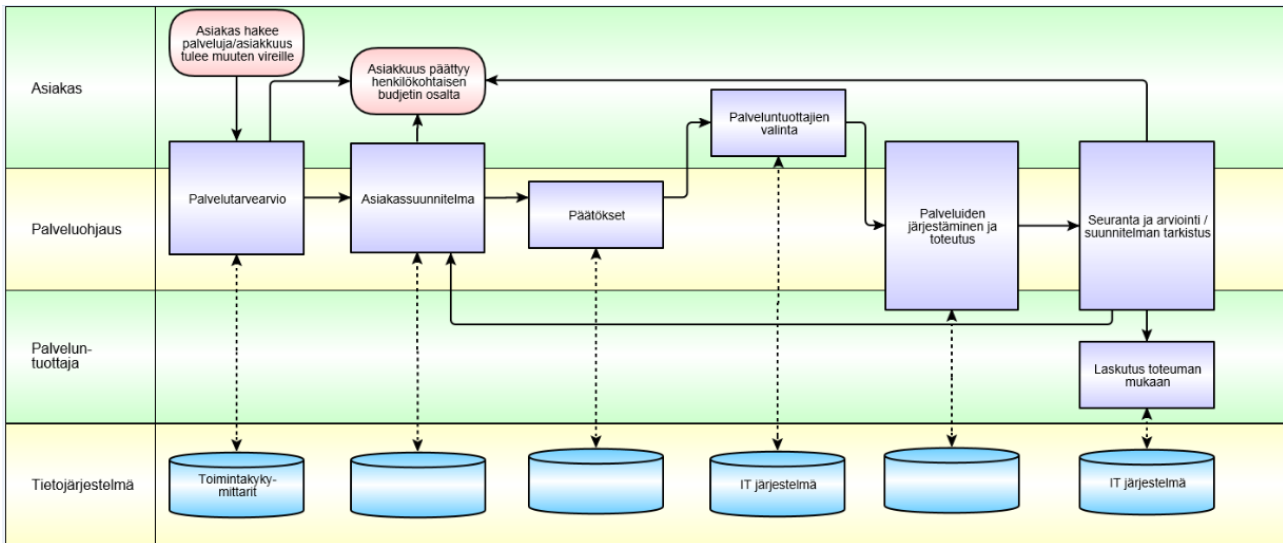 Asiakas
Asiakas hakee
palveluja/asiakkuus
tulee muuten vireille
Asiakkuus päättyy
henkilökohtaisen
budjetin osalta
Palveluntuottajien
valinta
Palveluohjaus
Palvelutarvearvio
Asiakassuunnitelma
Päätökset
Palveluiden
järjestäminen ja
toteutus
Seuranta ja arviointi /
suunnitelman tarkistus
Palvelun-
tuottaja
Laskutus toteuman
mukaan
Tietojärjestelmä
Toimintakyky-
mittarit
IT järjestelmä
IT järjestelmä